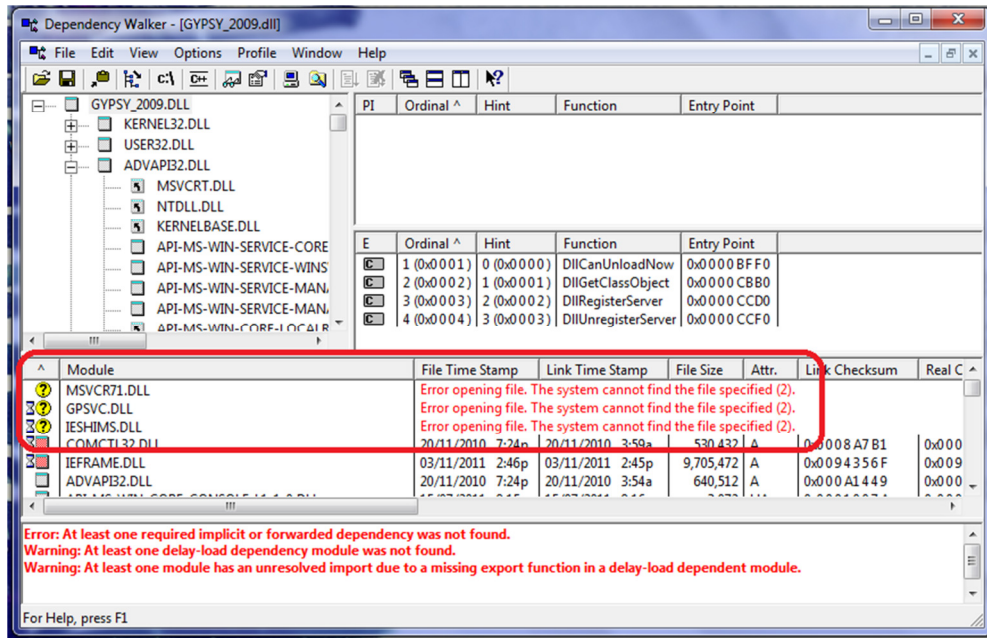 Dependency Walker - [GYPSY_2009.dll]
File Edit View Options Profile Window Help
c:\ C++
GYPSY_2009.DLL
KERNEL32.DLL
USER32.DLL
ADVAPI32.DLL
MSVCRT.DLL
NTDLL.DLL
KERNELBASE.DLL
API-MS-WIN-SERVICE-CORE
API-MS-WIN-SERVICE-WINS
API-MS-WIN-SERVICE-MAN
API-MS-WIN-SERVICE-MAN
API-MS-WIN-CORE-LOCALR
PI Ordinal ^ Hint Function Entry Point
E Ordinal ^ Hint Function Entry Point
C 1 (0x0001) 0 (0x0000) DllCanUnloadNow 0x0000BFF0
C 2 (0x0002) 1 (0x0001) DllGetClassObject 0x0000CBB0
C 3 (0x0003) 2 (0x0002) DllRegisterServer 0x0000CCD0
C 4 (0x0004) 3 (0x0003) DllUnregisterServer 0x0000CCF0
^ Module File Time Stamp Link Time Stamp File Size Attr. Link Checksum Real C
? MSVCR71.DLL Error opening file. The system cannot find the file specified (2).
? GPSVC.DLL Error opening file. The system cannot find the file specified (2).
? IESHIMS.DLL Error opening file. The system cannot find the file specified (2).
COMCTL32.DLL 20/11/2010 7:24p 20/11/2010 3:59a 530,432 A 0x0008A7B1 0x000
IEFRAME.DLL 03/11/2011 2:46p 03/11/2011 2:45p 9,705,472 A 0x0094356F 0x009
ADVAPI32.DLL 20/11/2010 7:24p 20/11/2010 3:54a 640,512 A 0x000A1449 0x000
Error: At least one required implicit or forwarded dependency was not found.
Warning: At least one delay-load dependency module was not found.
Warning: At least one module has an unresolved import due to a missing export function in a delay-load dependent module.
For Help, press F1